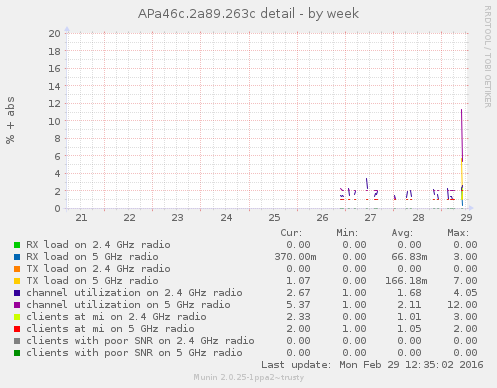 APa46c.2a89.263c detail - by week
RRDTOOL / TOBI OETIKER
% + abs
20
18
16
14
12
10
8
6
4
2
0
21 22 23 24 25 26 27 28 29
Cur: Min: Avg: Max:
RX load on 2.4 GHz radio 0.00 0.00 0.00 0.00
RX load on 5 GHz radio 370.00m 0.00 66.83m 3.00
TX load on 2.4 GHz radio 0.00 0.00 0.00 0.00
TX load on 5 GHz radio 1.07 0.00 166.18m 7.00
channel utilization on 2.4 GHz radio 2.67 1.00 1.68 4.05
channel utilization on 5 GHz radio 5.37 1.00 2.11 12.00
clients at mi on 2.4 GHz radio 2.33 0.00 1.01 3.00
clients at mi on 5 GHz radio 2.00 1.00 1.05 2.00
clients with poor SNR on 2.4 GHz radio 0.00 0.00 0.00 0.00
clients with poor SNR on 5 GHz radio 0.00 0.00 0.00 0.00
Last update: Mon Feb 29 12:35:02 2016
Munin 2.0.25-1ppa2~trusty